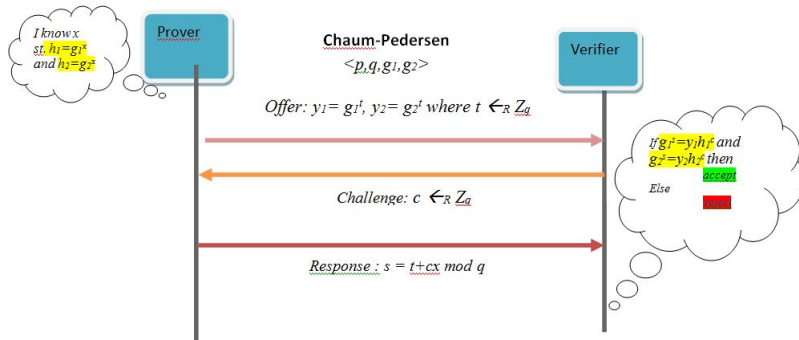 I know x
st. h₁=g₁ˣ
and h₂=g₂ˣ
Prover
Chaum-Pedersen
<p,q,g₁,g₂>
Verifier
Offer: y₁= g₁ᵗ, y₂= g₂ᵗ where t ←R Zq
If g₁ˢ=y₁h₁ᶜ and
g₂ˢ=y₂h₂ᶜ then
accept
Else
reject
Challenge: c ←R Zq
Response : s = t+cx mod q